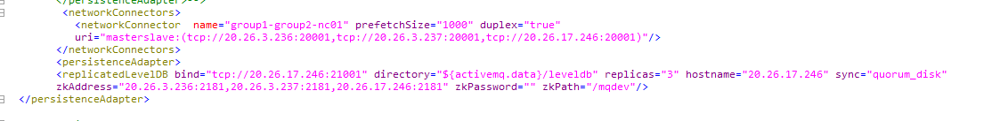 </persistenceAdapter>-->
<networkConnectors>
<networkConnector  name="group1-group2-nc01" prefetchSize="1000" duplex="true"
uri="masterslave:(tcp://20.26.3.236:20001,tcp://20.26.3.237:20001,tcp://20.26.17.246:20001)"/>
</networkConnectors>
<persistenceAdapter>
<replicatedLevelDB bind="tcp://20.26.17.246:21001" directory="${activemq.data}/leveldb" replicas="3" hostname="20.26.17.246" sync="quorum_disk"
zkAddress="20.26.3.236:2181,20.26.3.237:2181,20.26.17.246:2181" zkPassword="" zkPath="/mqdev"/>
</persistenceAdapter>